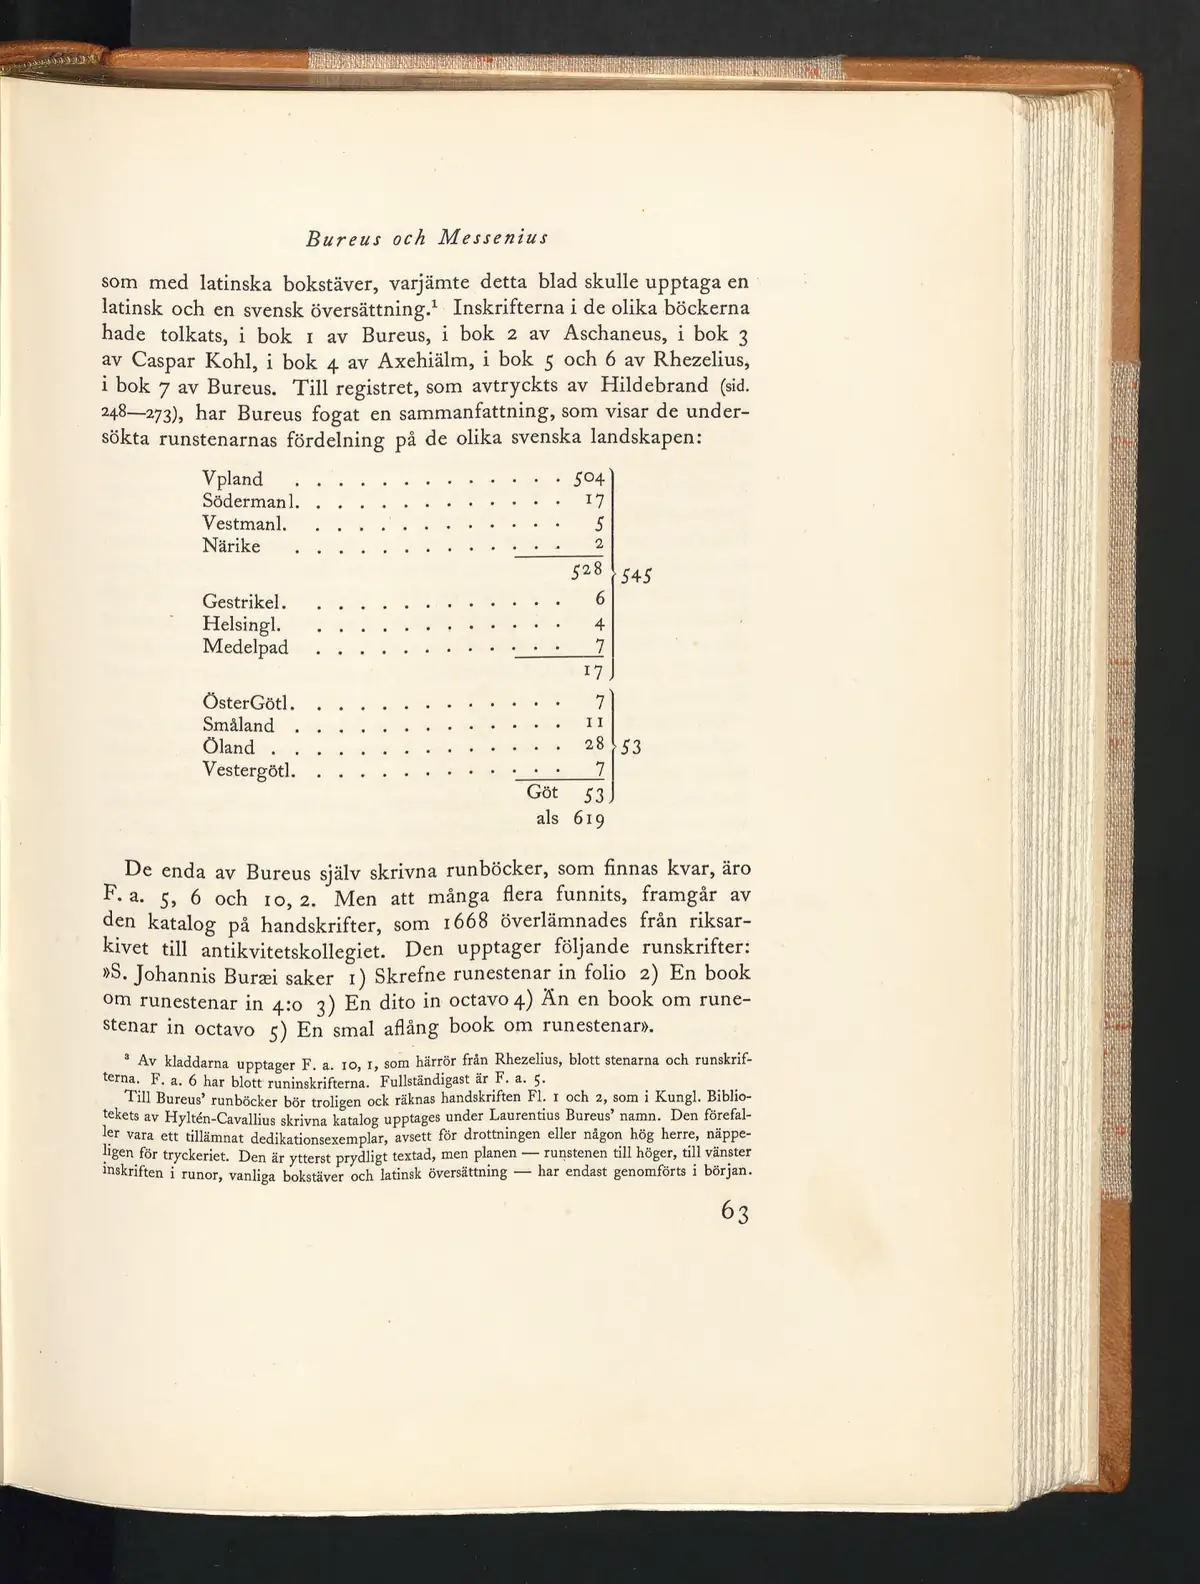 Bureus och Messenius
som med latinska bokstäver, varjämte detta blad skulle upptaga en
latinsk och en svensk översättning.¹ Inskrifterna i de olika böckerna
hade tolkats, i bok 1 av Bureus, i bok 2 av Aschaneus, i bok 3
av Caspar Kohl, i bok 4 av Axehiälm, i bok 5 och 6 av Rhezelius,
i bok 7 av Bureus. Till registret, som avtryckts av Hildebrand (sid.
248—273), har Bureus fogat en sammanfattning, som visar de under-
sökta runstenarnas fördelning på de olika svenska landskapen:
Vpland . . . . . . . . . . . . . 504
Södermanl. . . . . . . . . . . . . 17
Vestmanl. . . . . . . . . . . . . 5
Närike . . . . . . . . . . . . . 2
528 } 545
Gestrikel. . . . . . . . . . . . . 6
Helsingl. . . . . . . . . . . . . 4
Medelpad . . . . . . . . . . . . 7
17
ÖsterGötl. . . . . . . . . . . . . 7
Småland . . . . . . . . . . . . . 11
Öland . . . . . . . . . . . . . . 28 } 53
Vestergötl. . . . . . . . . . . . . 7
Göt 53
als 619
De enda av Bureus själv skrivna runböcker, som finnas kvar, äro
F. a. 5, 6 och 10, 2. Men att många flera funnits, framgår av
den katalog på handskrifter, som 1668 överlämnades från riksar-
kivet till antikvitetskollegiet. Den upptager följande runskrifter:
»S. Johannis Buræi saker 1) Skrefne runestenar in folio 2) En book
om runestenar in 4:o 3) En dito in octavo 4) Än en book om rune-
stenar in octavo 5) En smal aflång book om runestenar».
³ Av kladdarna upptager F. a. 10, 1, som härrör från Rhezelius, blott stenarna och runskrif-
terna. F. a. 6 har blott runinskrifterna. Fullständigast är F. a. 5.
Till Bureus' runböcker bör troligen ock räknas handskriften Fl. 1 och 2, som i Kungl. Biblio-
tekets av Hyltén-Cavallius skrivna katalog upptages under Laurentius Bureus' namn. Den förefal-
ler vara ett tillämnat dedikationsexemplar, avsett för drottningen eller någon hög herre, näppe-
ligen för tryckeriet. Den är ytterst prydligt textad, men planen — runstenen till höger, till vänster
inskriften i runor, vanliga bokstäver och latinsk översättning — har endast genomförts i början.
63